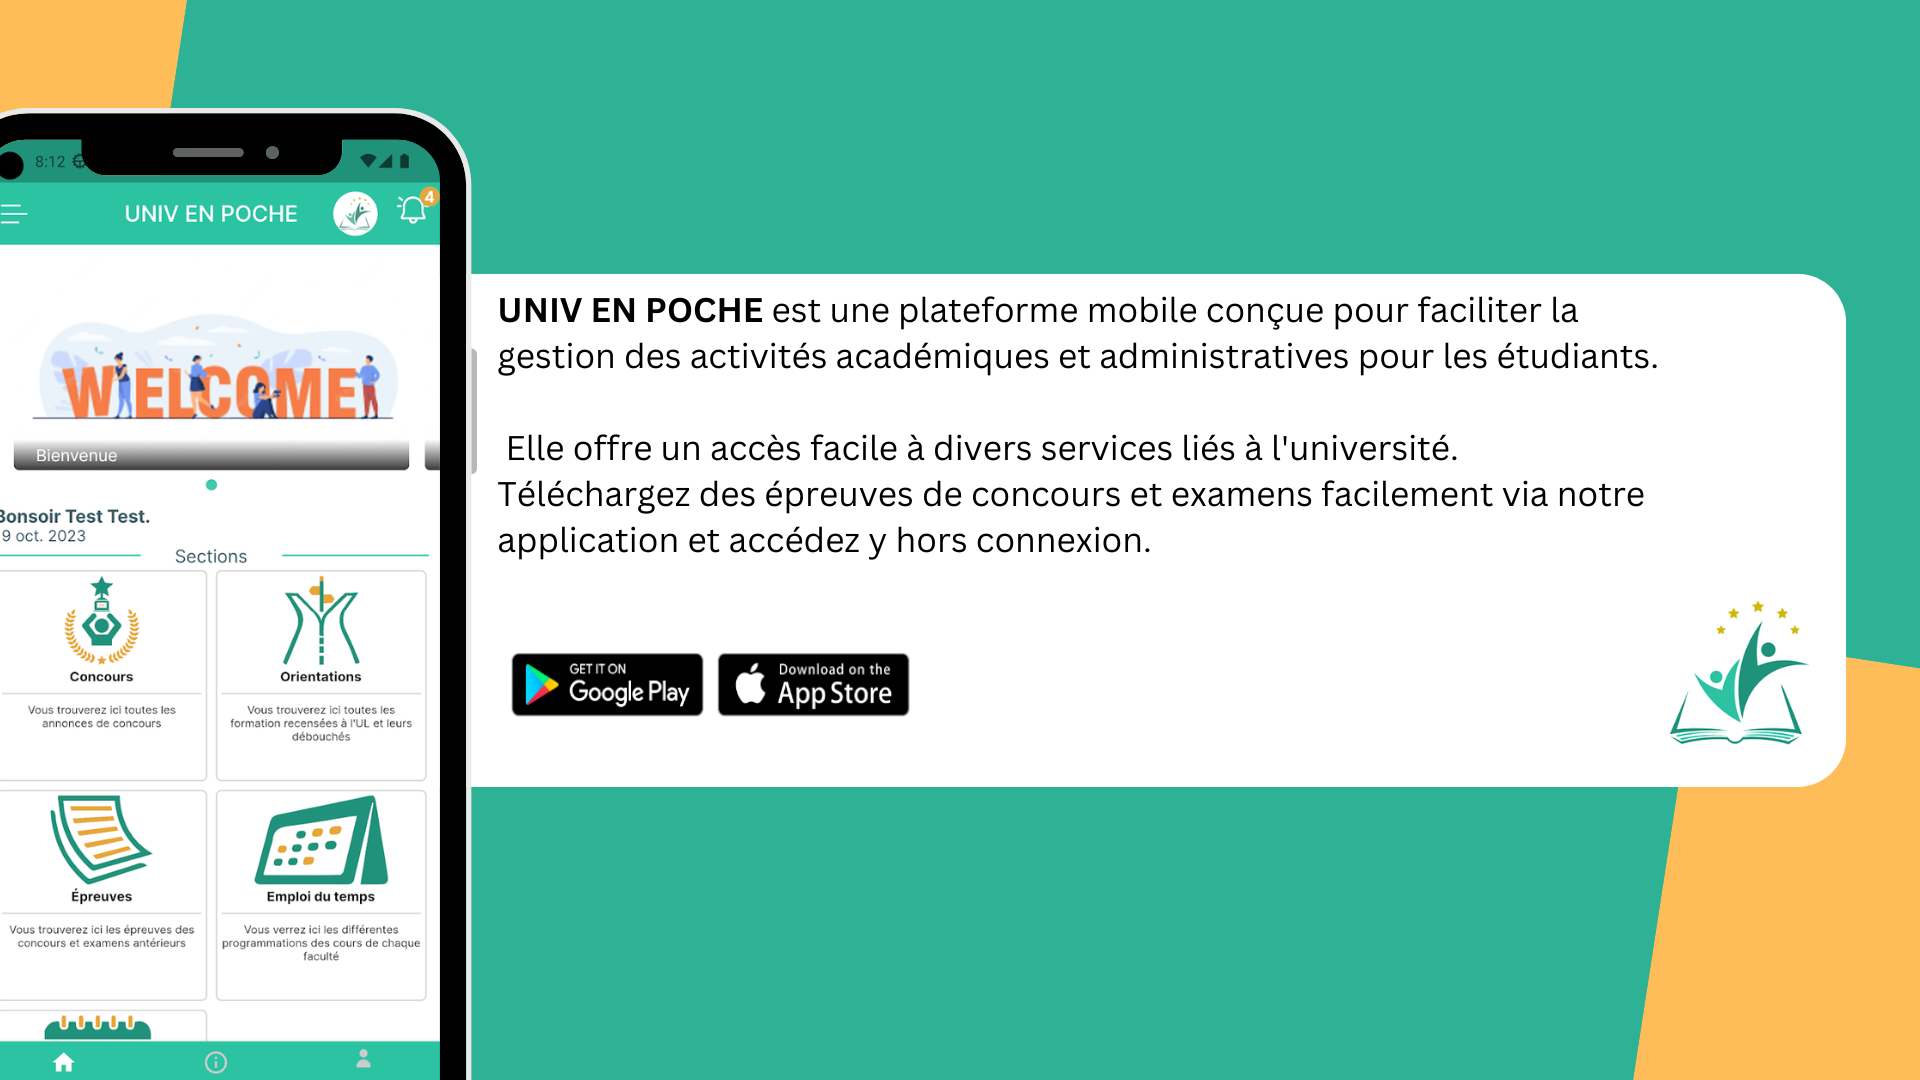 8:12
UNIV EN POCHE
4
WELCOME
Bienvenue
Bonsoir Test Test.
9 oct. 2023
Sections
Concours
Vous trouverez ici toutes les
annonces de concours
Orientations
Vous trouverez ici toutes les
formation recensées à l'UL et leurs
débouchés
Épreuves
Vous trouverez ici les épreuves des
concours et examens antérieurs
Emploi du temps
Vous verrez ici les différentes
programmations des cours de chaque
faculté
UNIV EN POCHE est une plateforme mobile conçue pour faciliter la
gestion des activités académiques et administratives pour les étudiants.
Elle offre un accès facile à divers services liés à l'université.
Téléchargez des épreuves de concours et examens facilement via notre
application et accédez y hors connexion.
GET IT ON
Google Play
Download on the
App Store